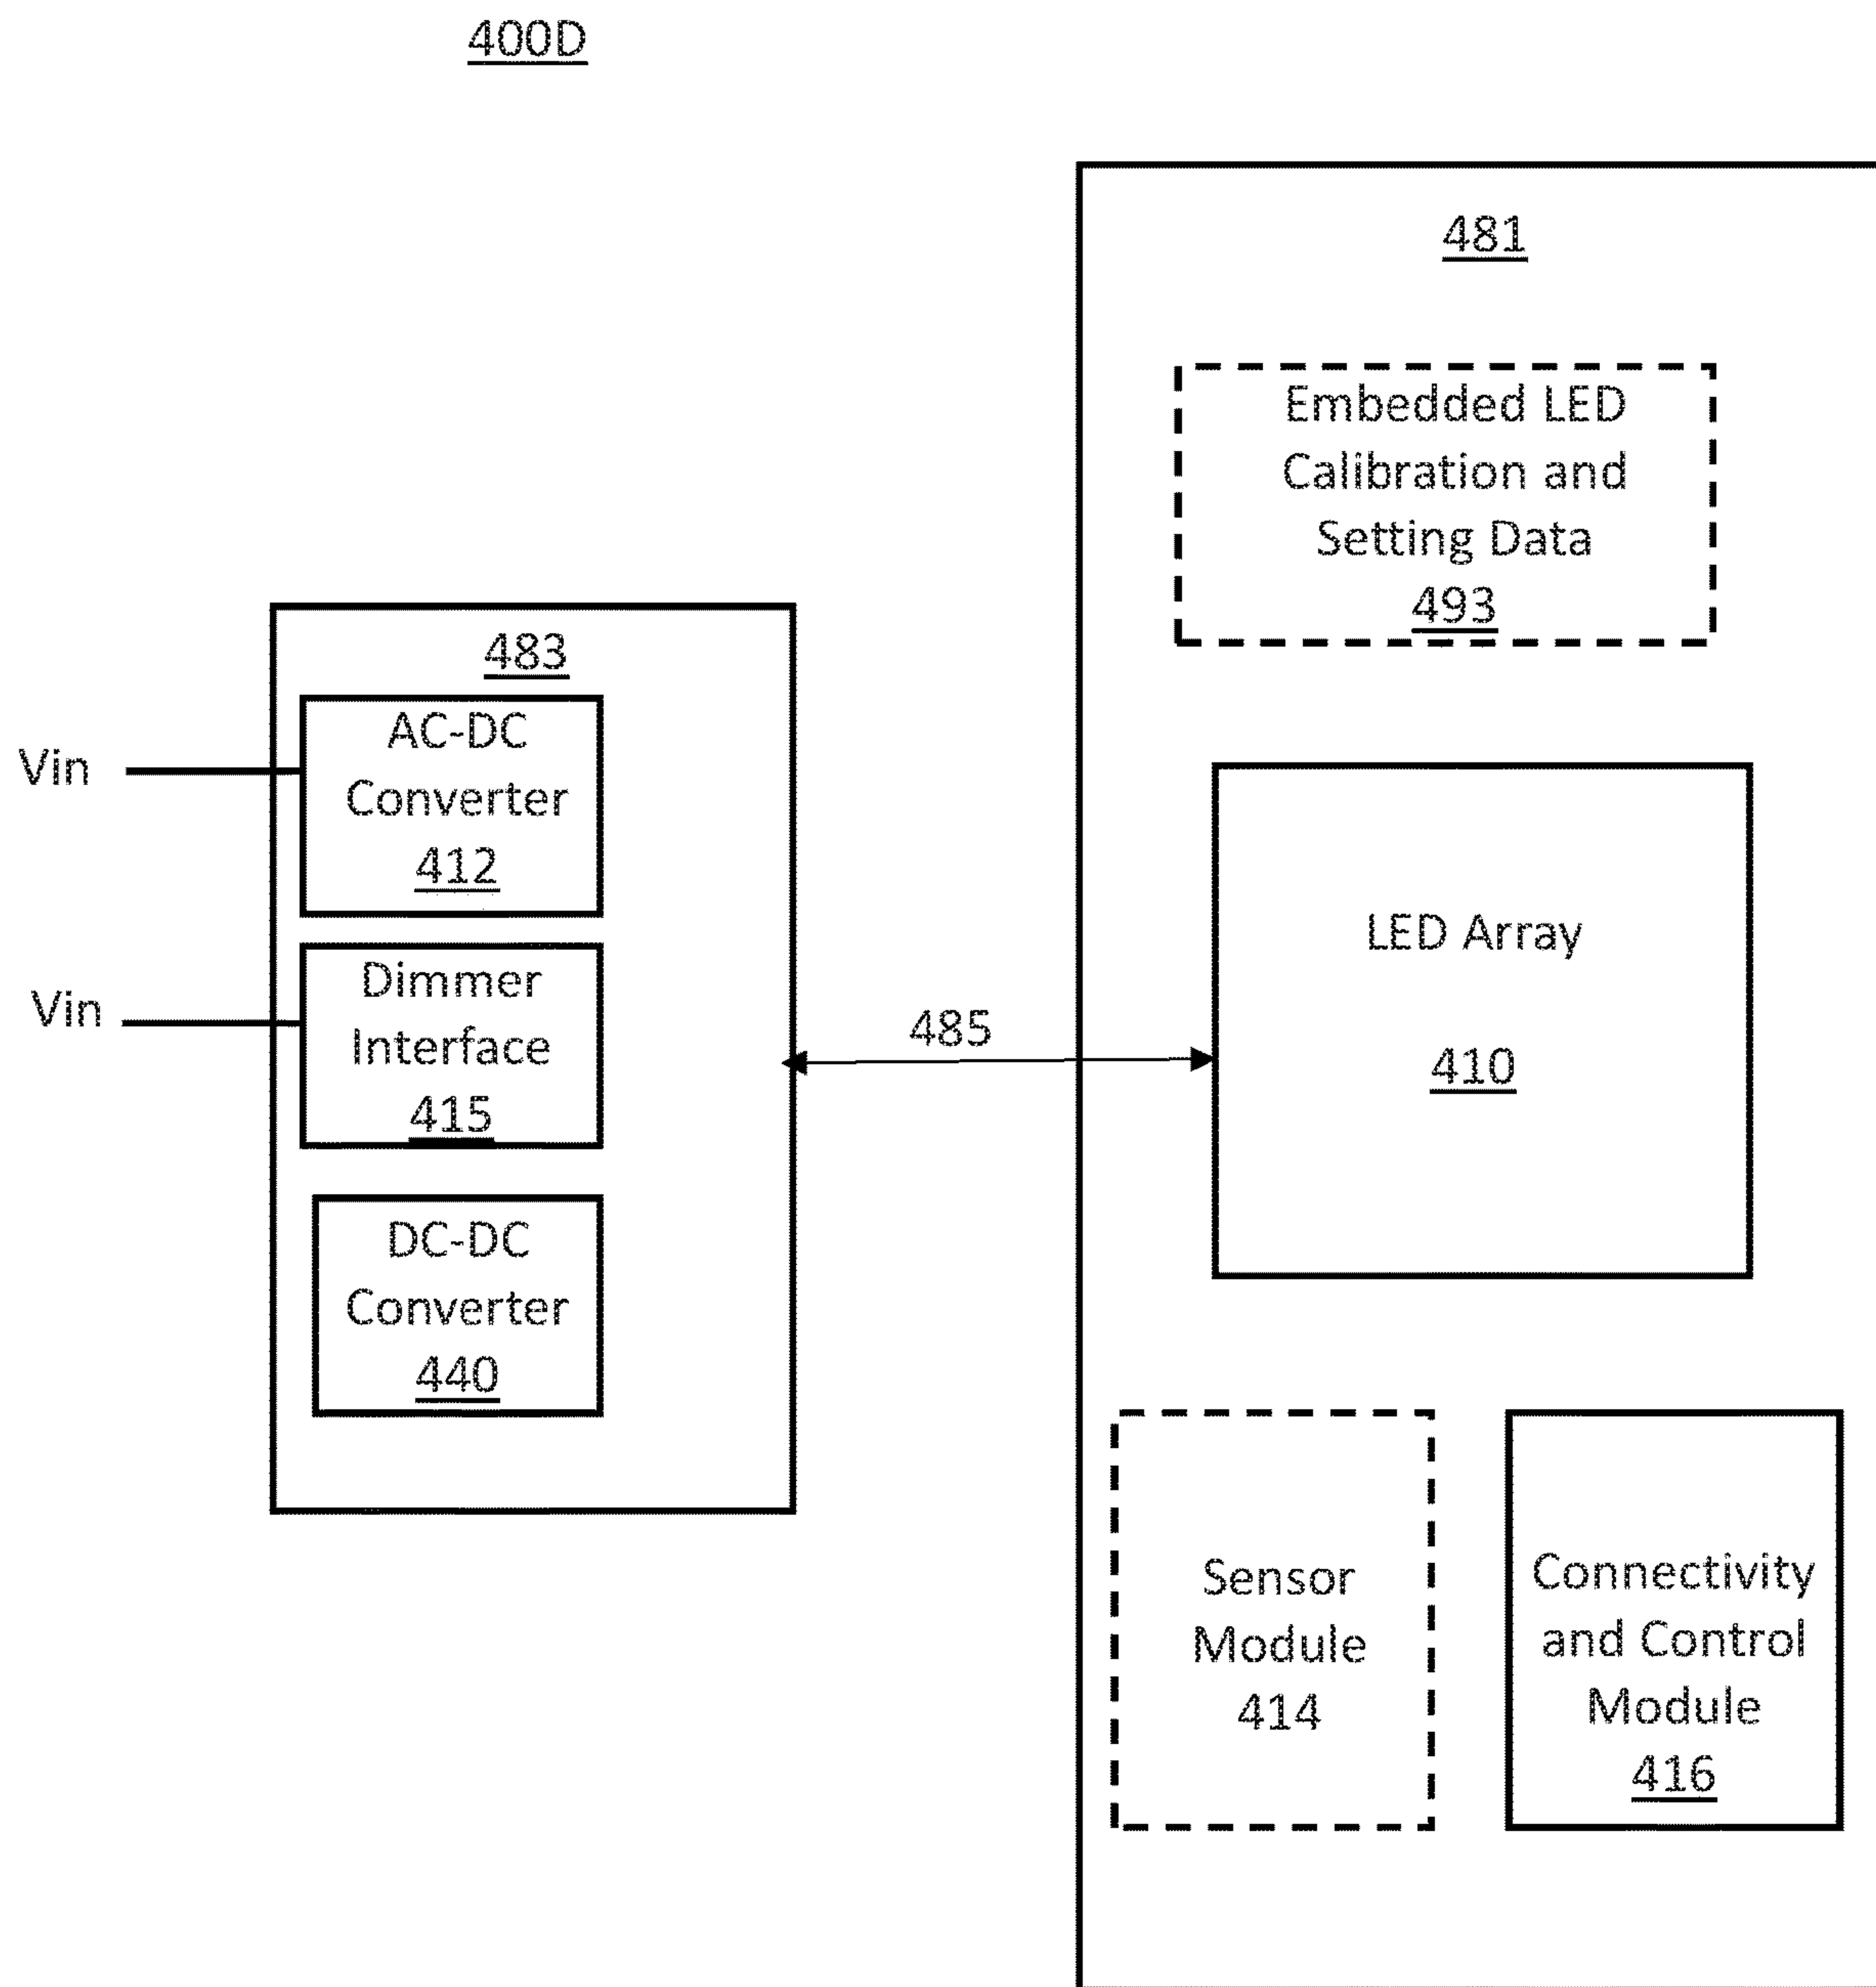 400D
481
Embedded LED
Calibration and
Setting Data
493
483
AC-DC
Converter
412
Vin
Dimmer
Interface
415
Vin
DC-DC
Converter
440
485
LED Array
410
Sensor
Module
414
Connectivity
and Control
Module
416